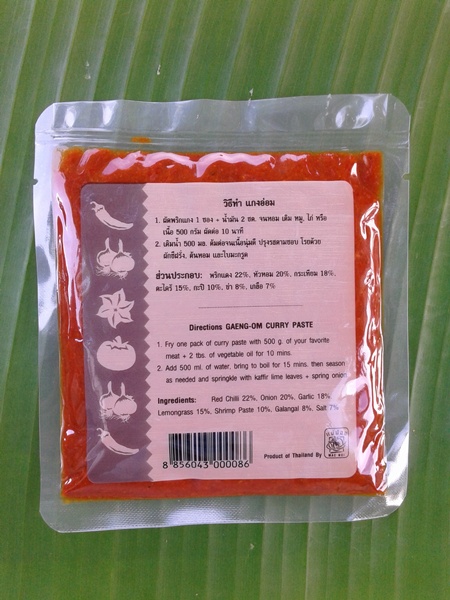 วิธีทำ แกงอ่อม
1. ผัดพริกแกง 1 ซอง + น้ำมัน 2 ชต. จนหอม เติม หมู, ไก่ หรือ
เนื้อ 500 กรัม ผัดต่อ 10 นาที
2. เติมน้ำ 500 มล. ต้มต่อจนเนื้อนุ่มดี ปรุงรสตามชอบ โรยด้วย
ผักชีฝรั่ง, ต้นหอม และใบมะกรูด
ส่วนประกอบ: พริกแดง 22%, หัวหอม 20%, กระเทียม 18%,
ตะไคร้ 15%, กะปิ 10%, ข่า 8%, เกลือ 7%
Directions GAENG-OM CURRY PASTE
1. Fry one pack of curry paste with 500 g. of your favorite
meat + 2 tbs. of vegetable oil for 10 mins.
2. Add 500 ml. of water, bring to boil for 15 mins. then season
as needed and sprinkle with kaffir lime leaves + spring onion
Ingredients: Red Chilli 22%, Onion 20%, Garlic 18%,
Lemongrass 15%, Shrimp Paste 10%, Galangal 8%, Salt 7%
8 856043 000086
Product of Thailand By